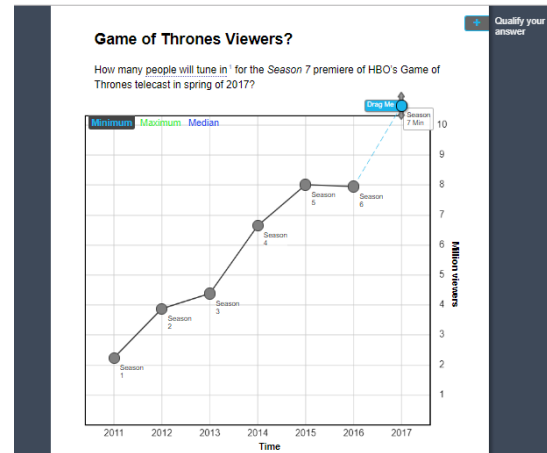 + Qualify your
answer
Game of Thrones Viewers?
How many people will tune in¹ for the Season 7 premiere of HBO's Game of
Thrones telecast in spring of 2017?
Drag Me
Season
7 Min
Minimum Maximum Median
10
9
8
7
6
5
4
3
2
1
Million viewers
Season
5
Season
6
Season
4
Season
3
Season
2
Season
1
2011 2012 2013 2014 2015 2016 2017
Time